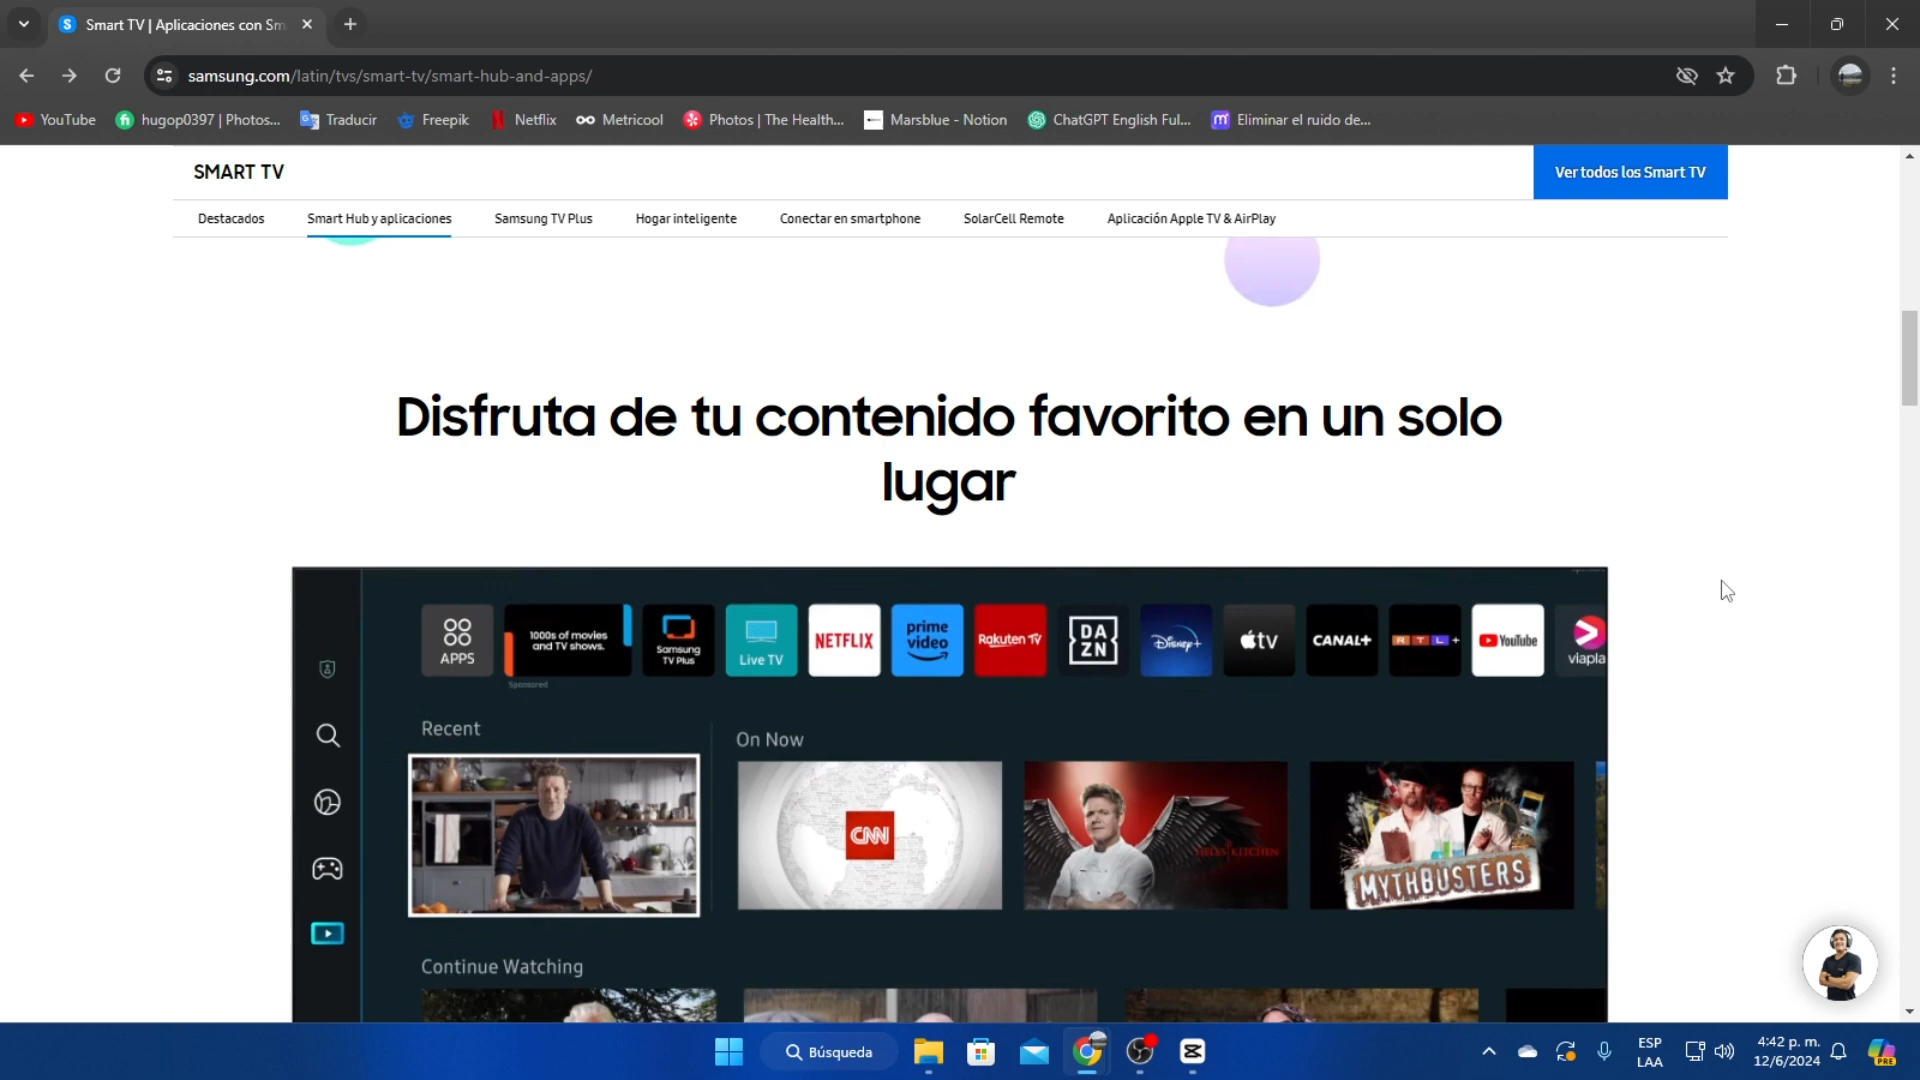 Smart TV | Aplicaciones con Sm
samsung.com/latin/tvs/smart-tv/smart-hub-and-apps/
YouTube
hugop0397 | Photos...
Traducir
Freepik
Netflix
Metricool
Photos | The Health...
Marsblue - Notion
ChatGPT English Ful...
Eliminar el ruido de...
SMART TV
Ver todos los Smart TV
Destacados
Smart Hub y aplicaciones
Samsung TV Plus
Hogar inteligente
Conectar en smartphone
SolarCell Remote
Aplicación Apple TV & AirPlay
Disfruta de tu contenido favorito en un solo
lugar
APPS
1000s of movies
and TV shows.
Sponsored
Samsung
TV Plus
Live TV
NETFLIX
prime
video
Rakuten TV
DA
ZN
Disney+
tv
CANAL+
RTL+
YouTube
viapla
Recent
On Now
CNN
HELL'S KITCHEN
MYTHBUSTERS
Continue Watching
Búsqueda
ESP
LAA
4:42 p. m.
12/6/2024
PRE